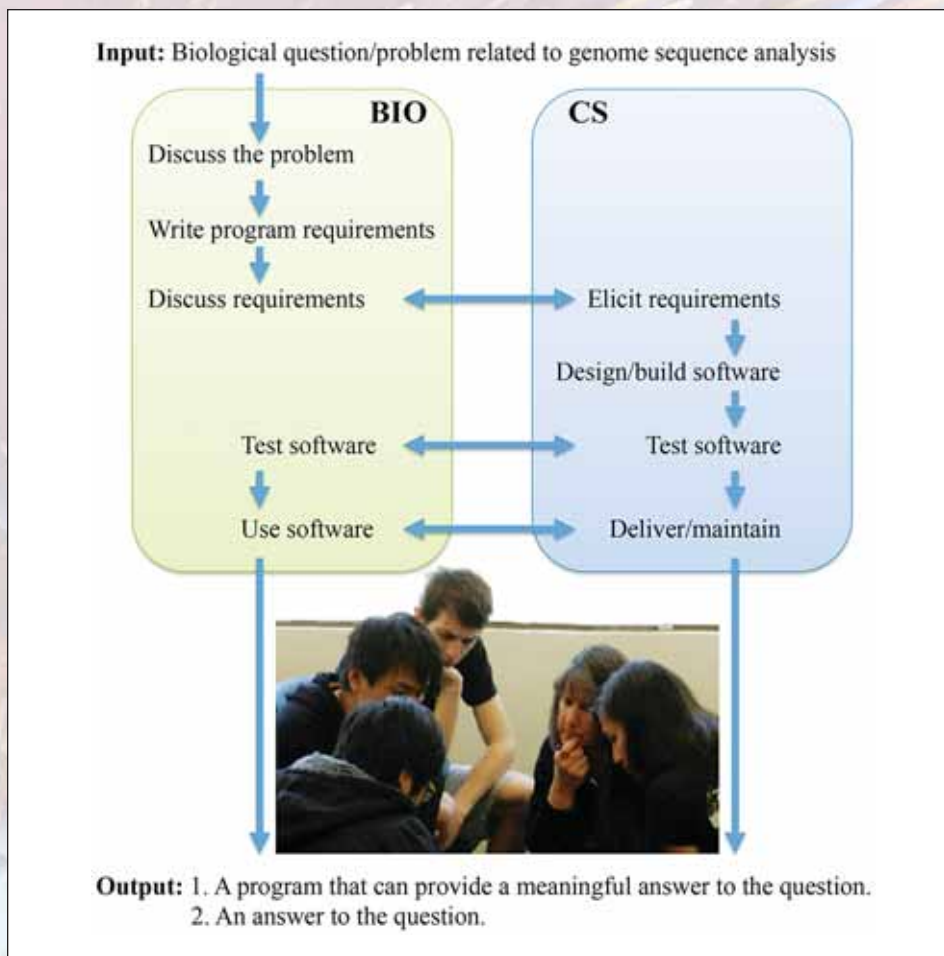 Input: Biological question/problem related to genome sequence analysis
BIO
CS
Discuss the problem
Write program requirements
Discuss requirements
Elicit requirements
Design/build software
Test software
Test software
Use software
Deliver/maintain
Output: 1. A program that can provide a meaningful answer to the question.
2. An answer to the question.